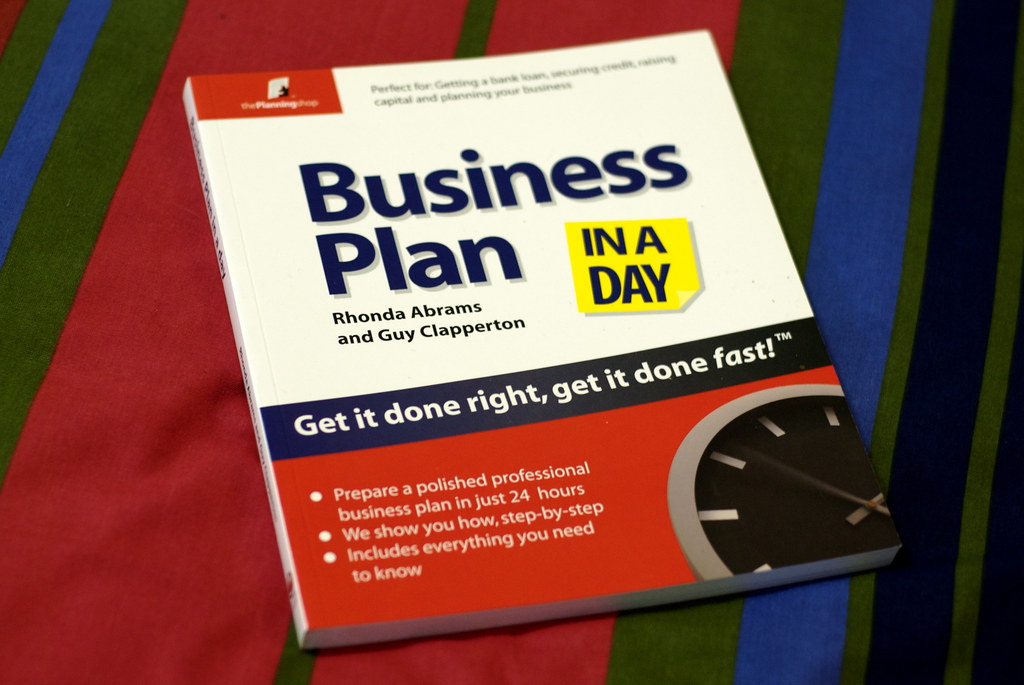 thePlanningshop
Perfect for: Getting a bank loan, securing credit, raising
capital and planning your business
Business
Plan
IN A
DAY
Rhonda Abrams
and Guy Clapperton
Get it done right, get it done fast!™
• Prepare a polished professional
business plan in just 24 hours
• We show you how, step-by-step
• Includes everything you need
to know